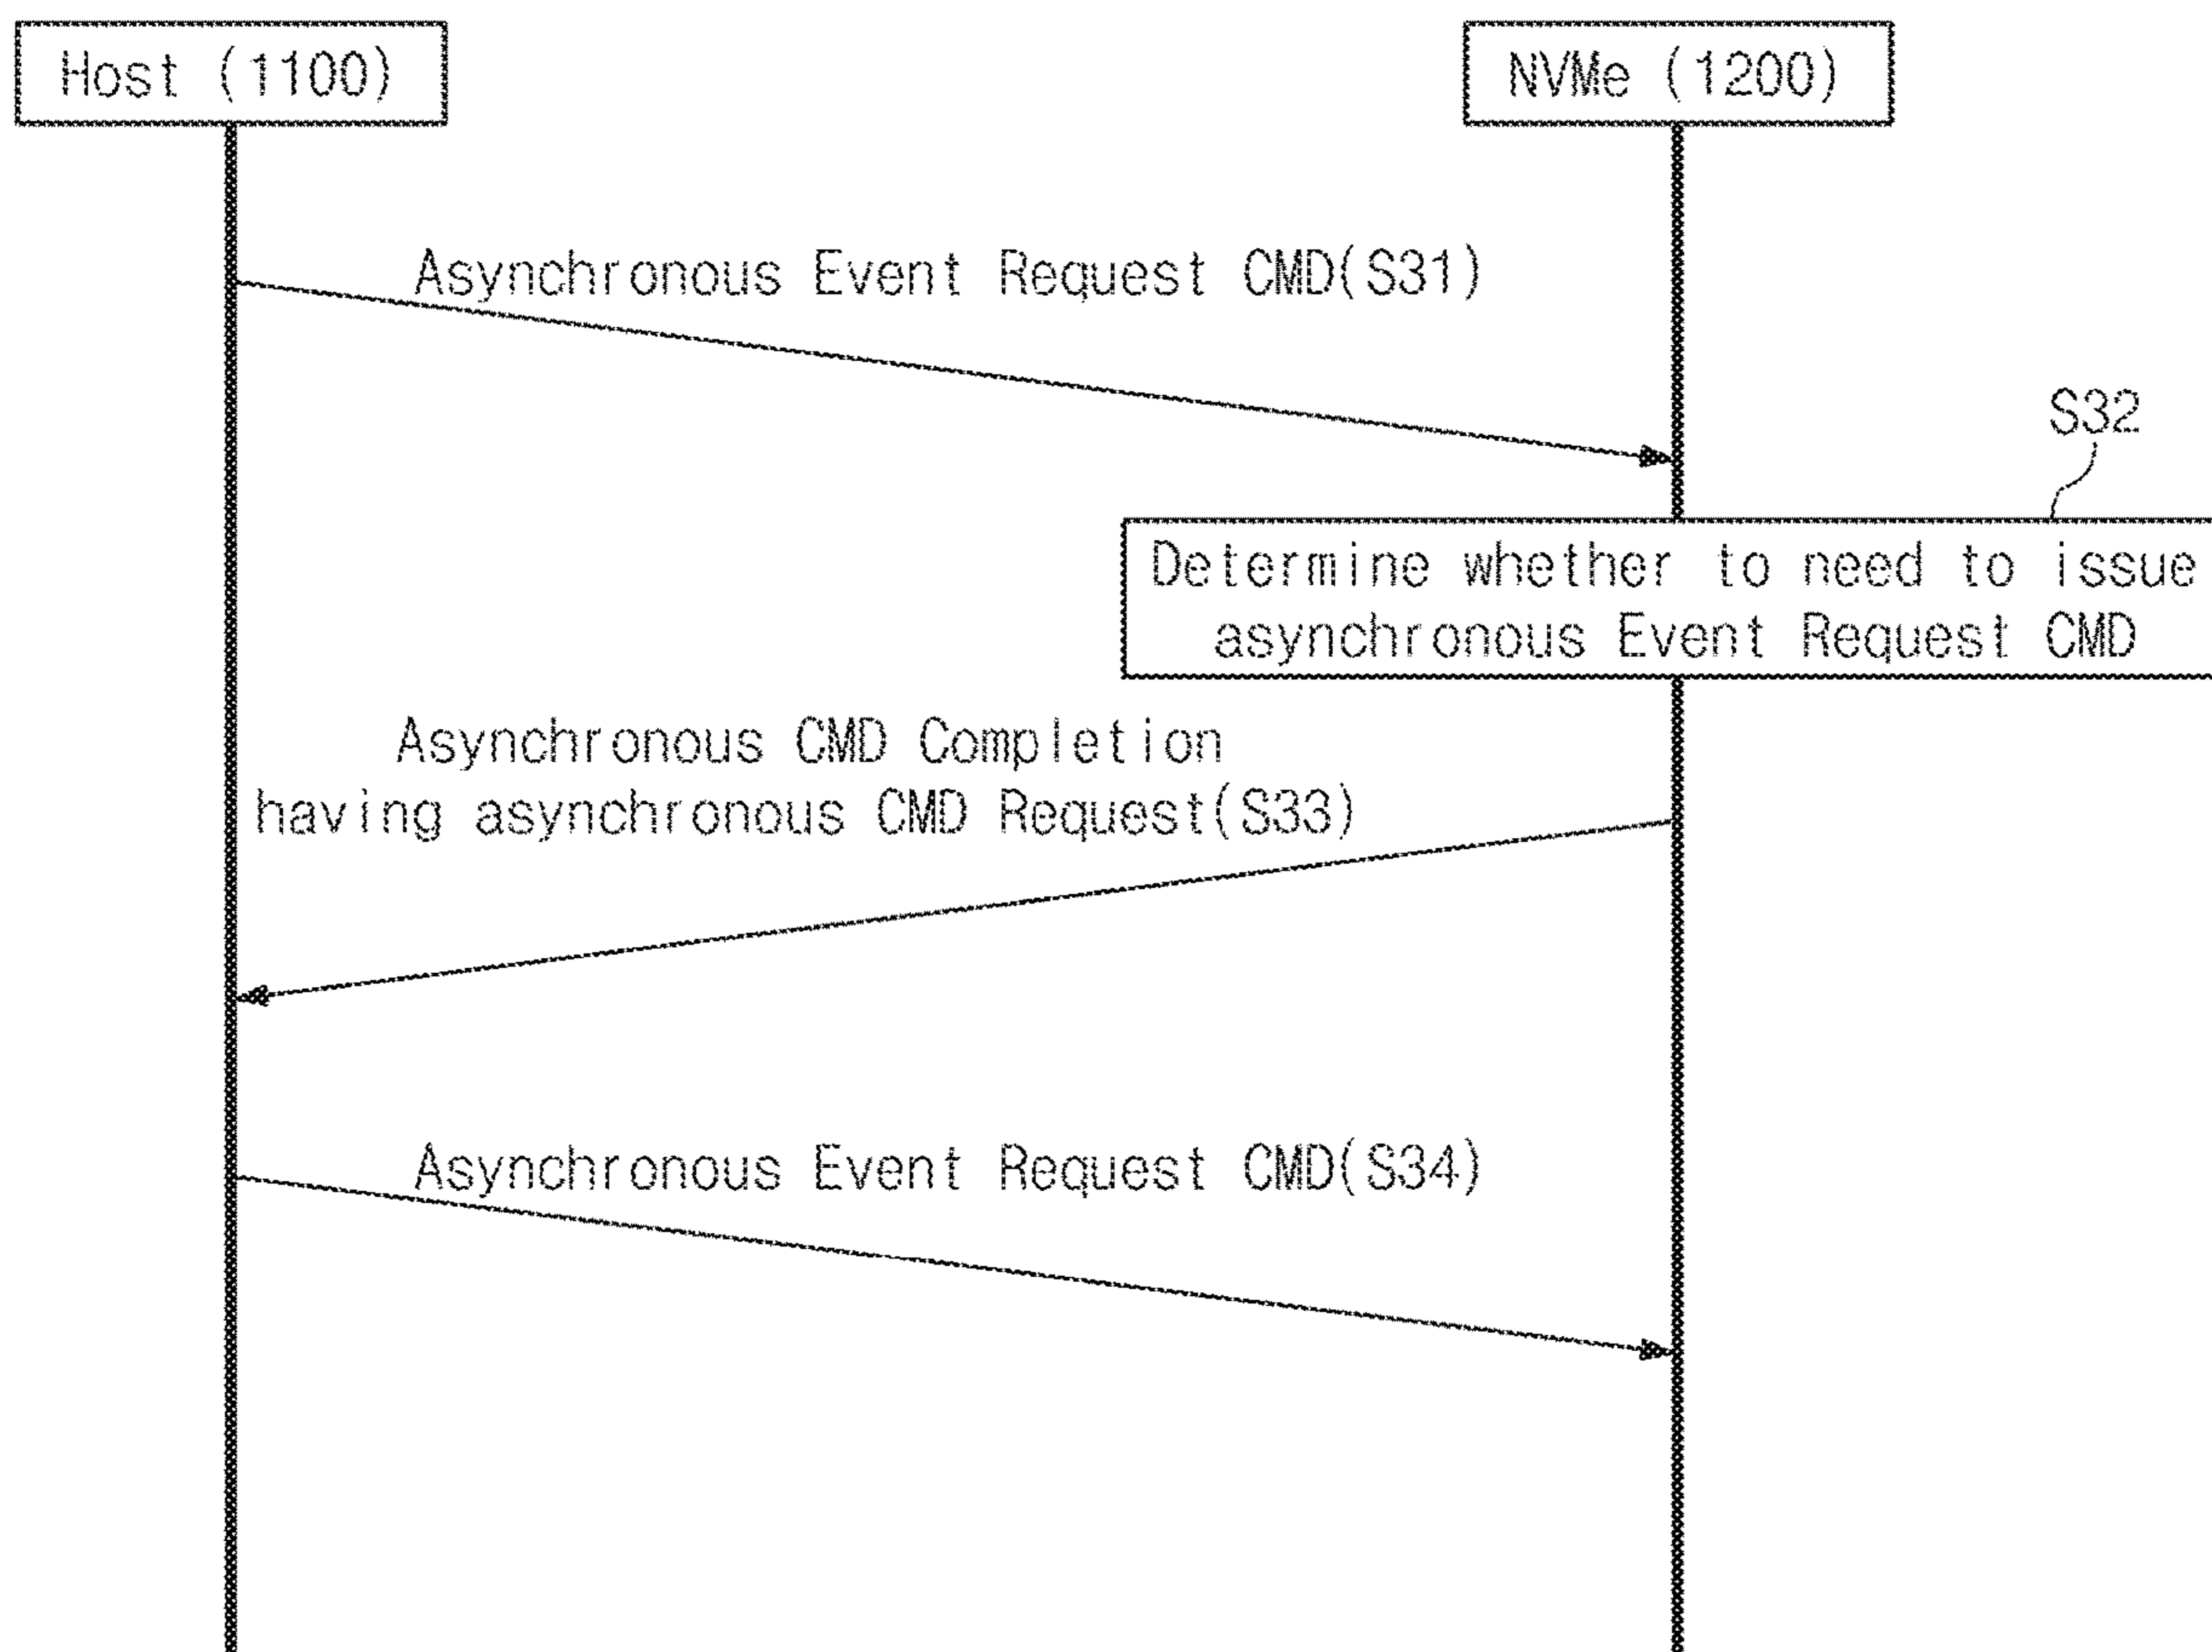 Host (1100)
NVMe (1200)
Asynchronous Event Request CMD(S31)
S32
Determine whether to need to issue
asynchronous Event Request CMD
Asynchronous CMD Completion
having asynchronous CMD Request(S33)
Asynchronous Event Request CMD(S34)